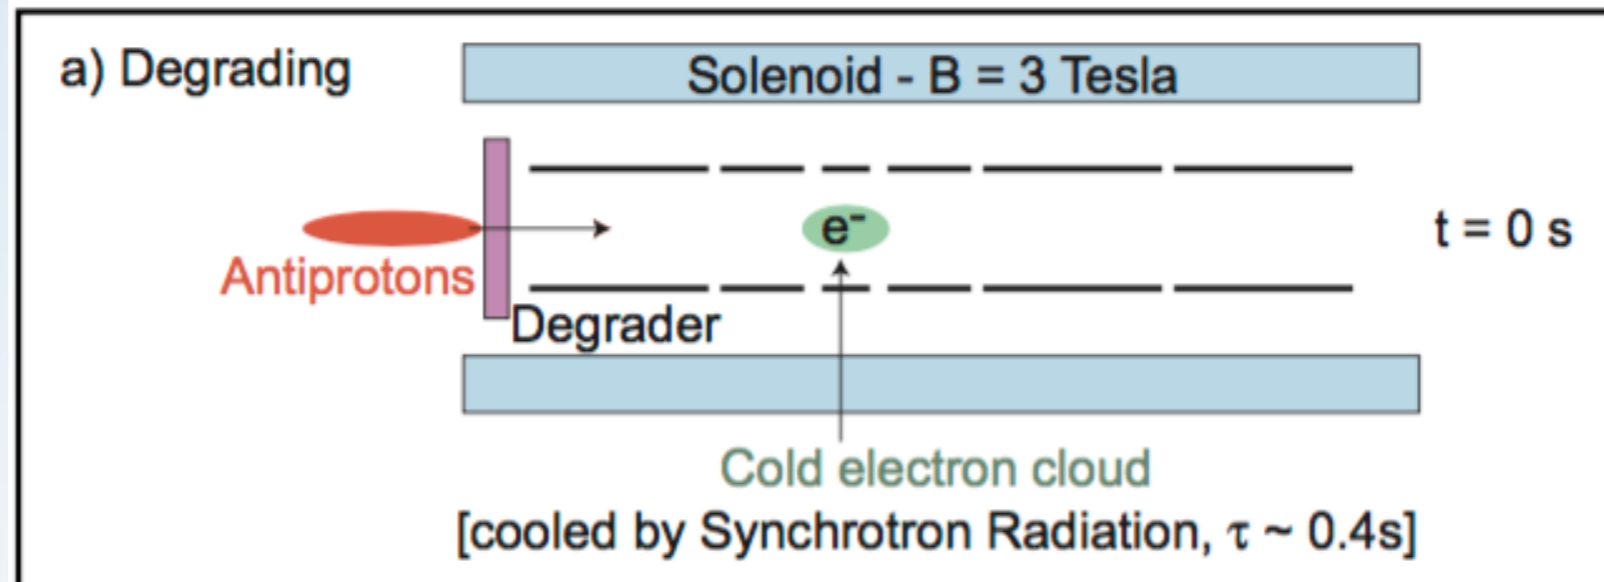 a) Degrading
Solenoid - B = 3 Tesla
e⁻
t = 0 s
Antiprotons
Degrader
Cold electron cloud
[cooled by Synchrotron Radiation, τ ~ 0.4s]